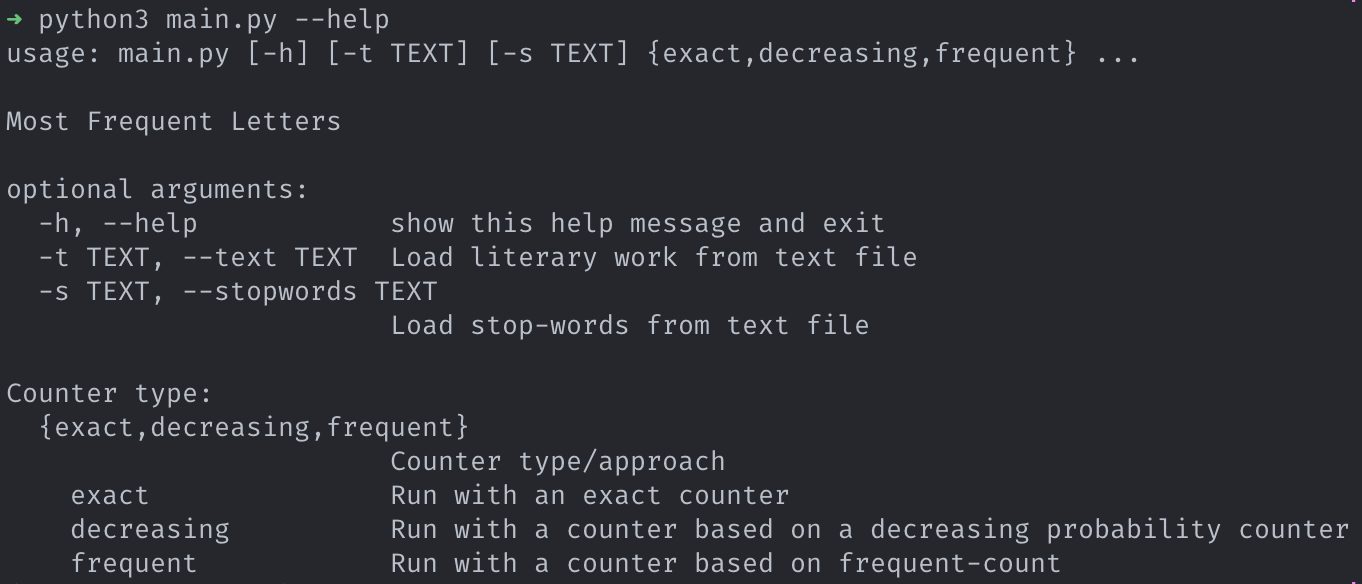 ➜ python3 main.py --help
usage: main.py [-h] [-t TEXT] [-s TEXT] {exact,decreasing,frequent} ...
Most Frequent Letters
optional arguments:
-h, --help show this help message and exit
-t TEXT, --text TEXT Load literary work from text file
-s TEXT, --stopwords TEXT
Load stop-words from text file
Counter type:
{exact,decreasing,frequent}
Counter type/approach
exact Run with an exact counter
decreasing Run with a counter based on a decreasing probability counter
frequent Run with a counter based on frequent-count